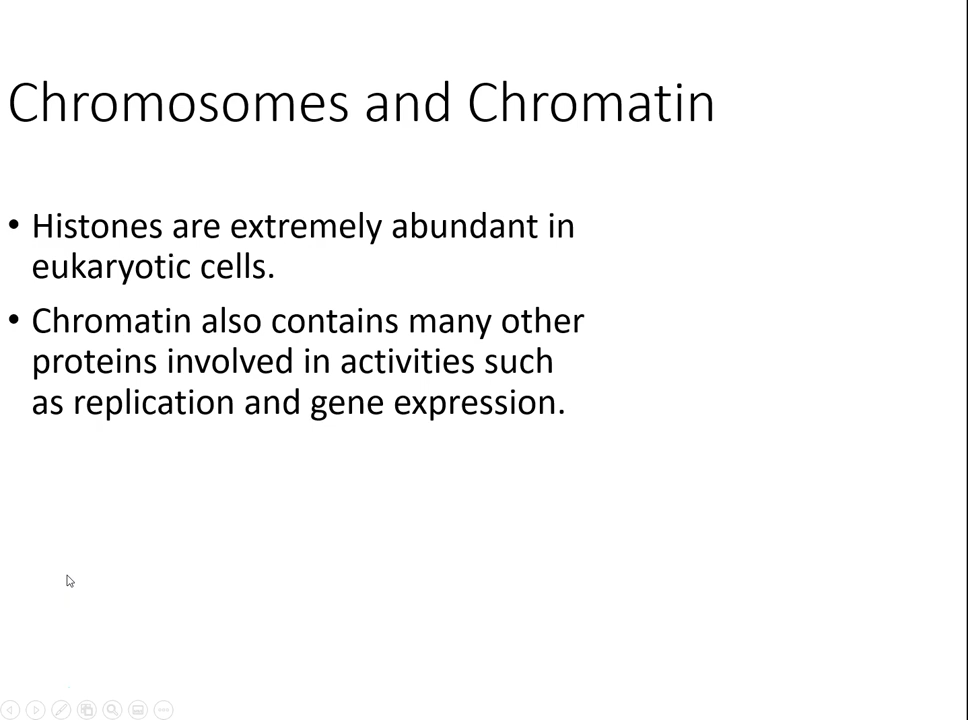 Chromosomes and Chromatin
• Histones are extremely abundant in
eukaryotic cells.
• Chromatin also contains many other
proteins involved in activities such
as replication and gene expression.